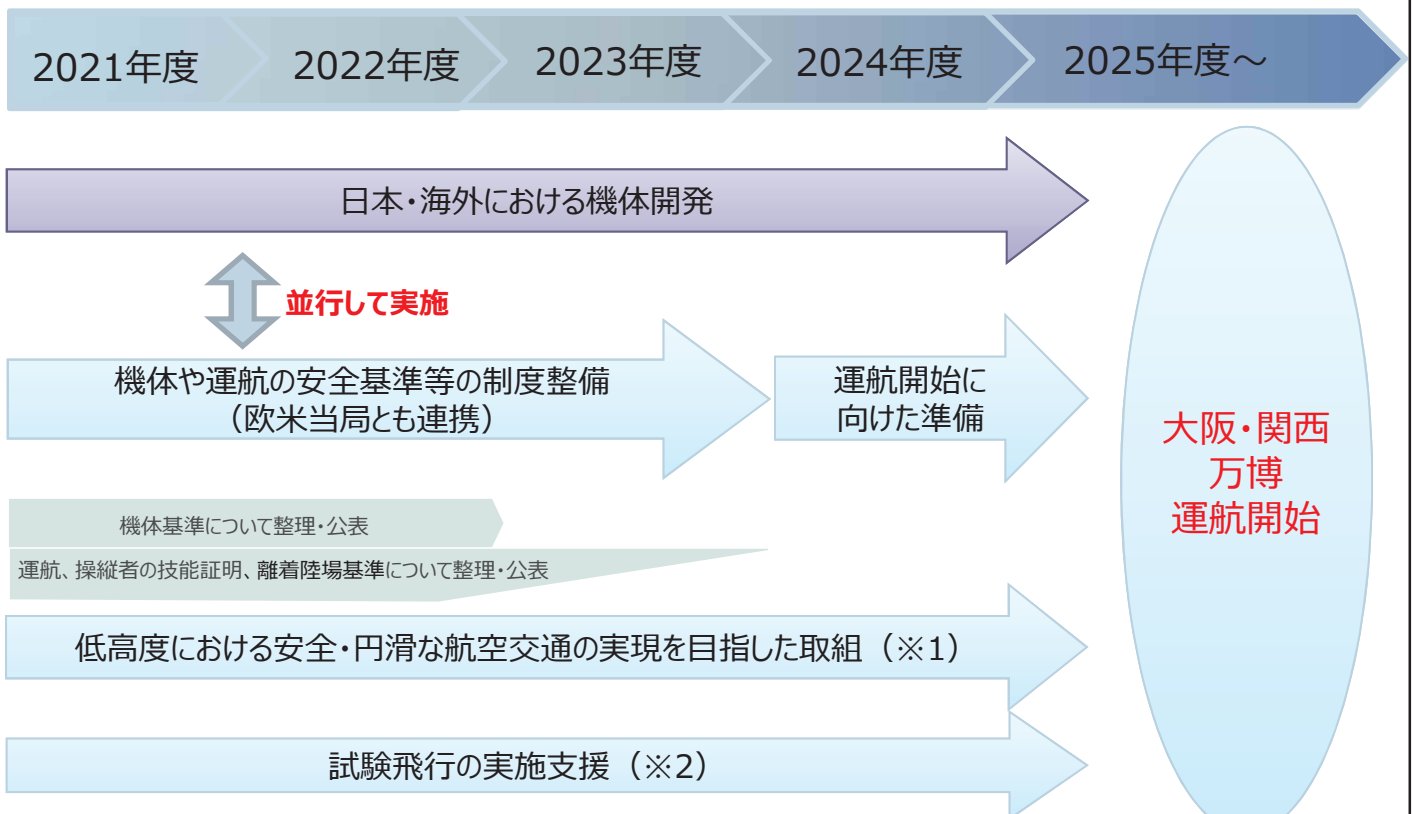 2021年度
2022年度
2023年度
2024年度
2025年度～
日本・海外における機体開発
並行して実施
機体や運航の安全基準等の制度整備
（欧米当局とも連携）
運航開始に
向けた準備
機体基準について整理・公表
運航、操縦者の技能証明、離着陸場基準について整理・公表
低高度における安全・円滑な航空交通の実現を目指した取組（※1）
試験飛行の実施支援（※2）
大阪・関西
万博
運航開始